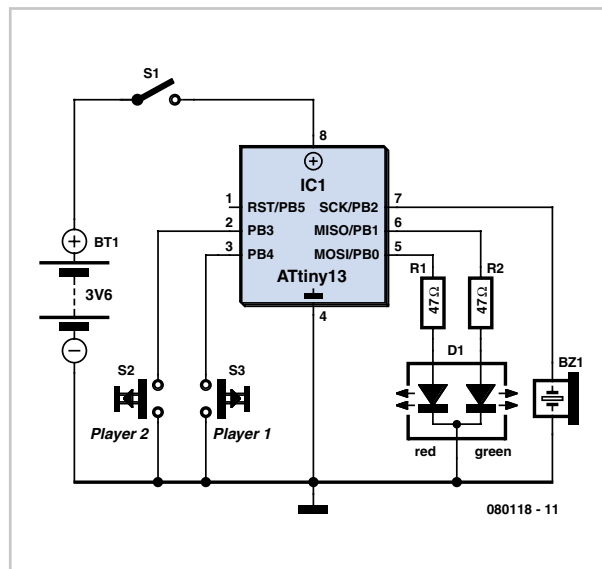 S1
8
IC1
1
RST/PB5
SCK/PB2
7
2
PB3
MISO/PB1
6
3
PB4
MOSI/PB0
5
ATtiny13
4
BT1
3V6
R1
R2
47Ω
47Ω
D1
BZ1
S2
S3
Player 2
Player 1
red
green
080118 - 11